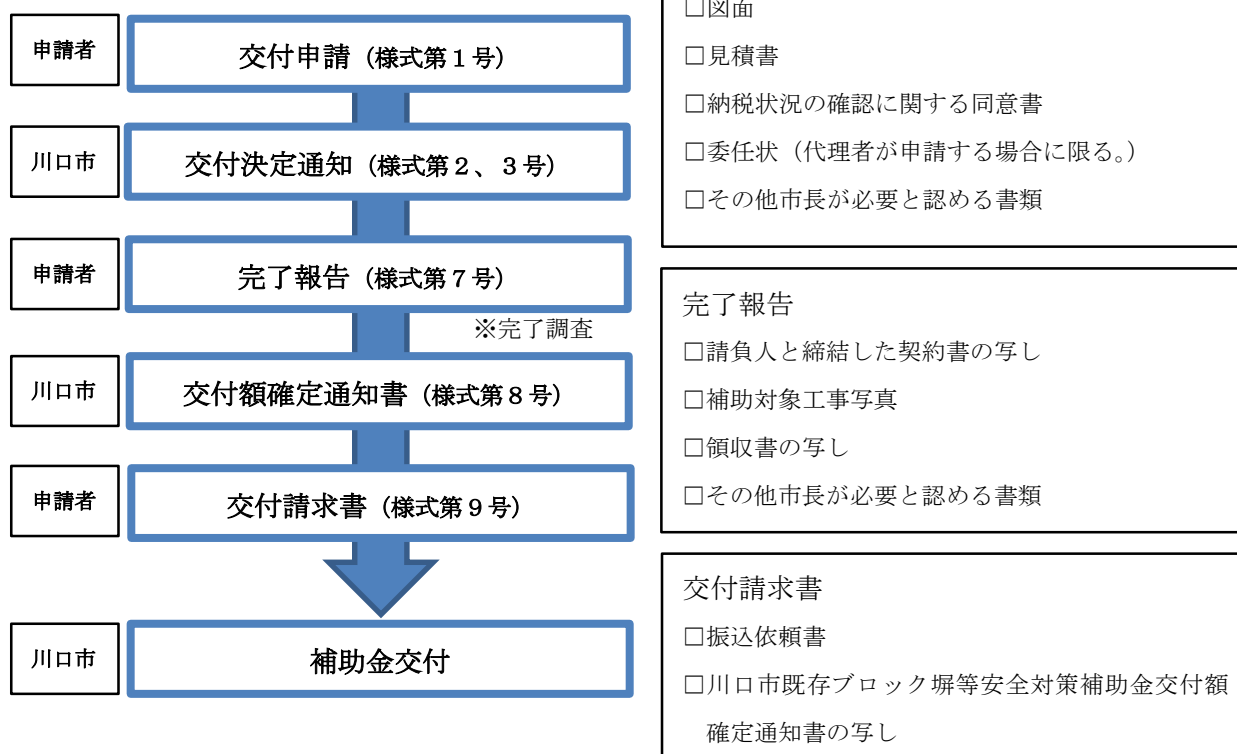 申請者
交付申請（様式第１号）
川口市
交付決定通知（様式第２、３号）
申請者
完了報告（様式第７号）
※完了調査
川口市
交付額確定通知書（様式第８号）
申請者
交付請求書（様式第９号）
川口市
補助金交付
□図面
□見積書
□納税状況の確認に関する同意書
□委任状（代理者が申請する場合に限る。）
□その他市長が必要と認める書類
完了報告
□請負人と締結した契約書の写し
□補助対象工事写真
□領収書の写し
□その他市長が必要と認める書類
交付請求書
□振込依頼書
□川口市既存ブロック塀等安全対策補助金交付額
確定通知書の写し